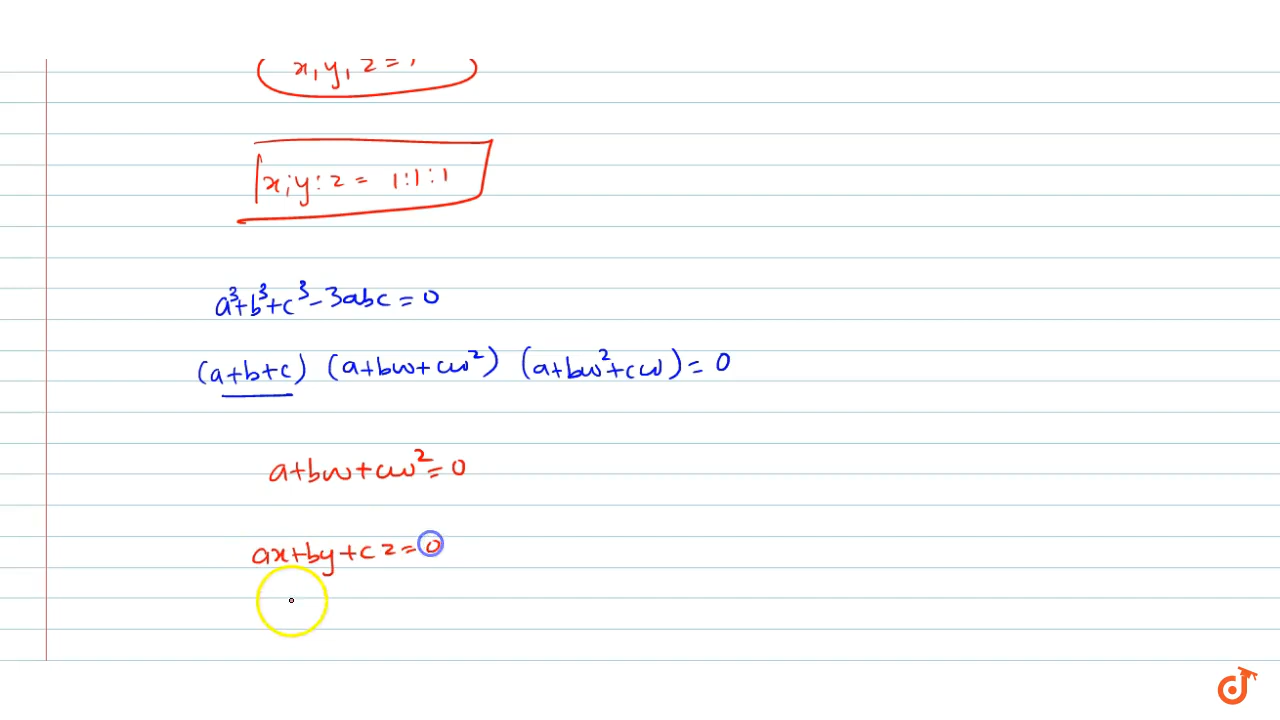 x, y, z = 1
x:y:z = 1:1:1
a³+b³+c³-3abc = 0
(a+b+c) (a+bω+cω²) (a+bω²+cω) = 0
a+bω+cω² = 0
ax+by+cz = 0